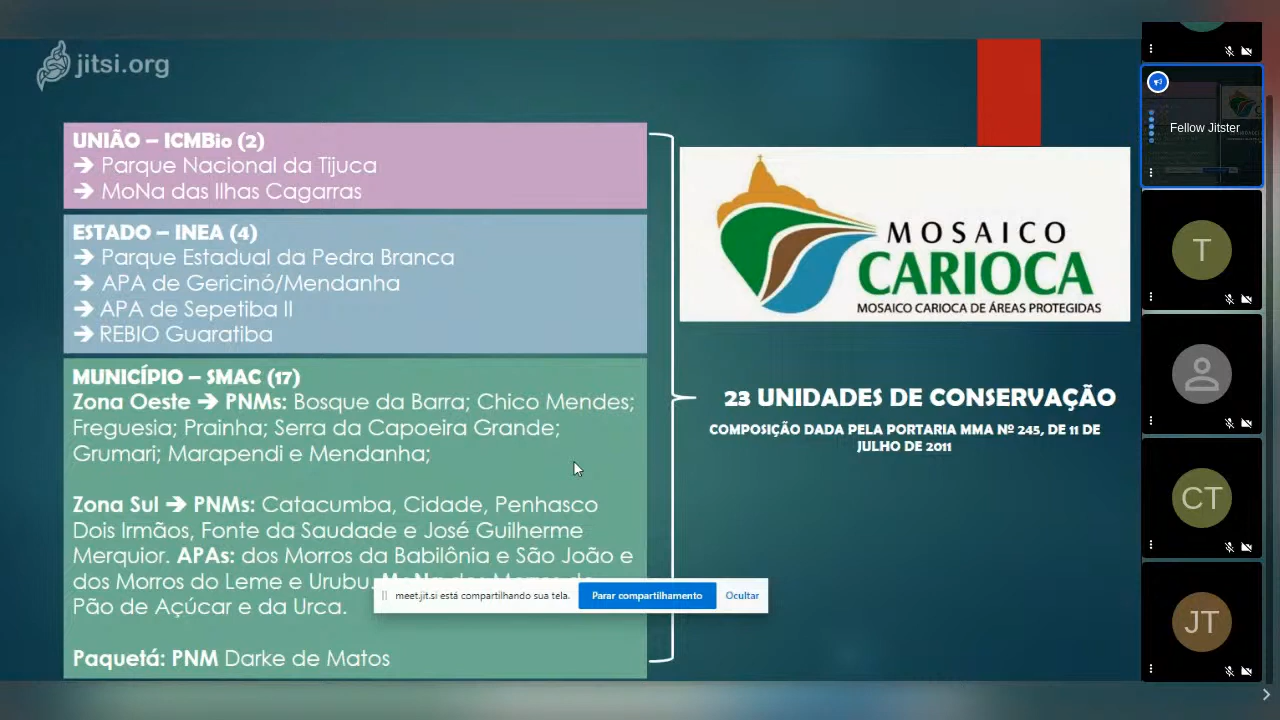 jitsi.org
UNIÃO – ICMBio (2)
➔ Parque Nacional da Tijuca
➔ MoNa das Ilhas Cagarras
ESTADO – INEA (4)
➔ Parque Estadual da Pedra Branca
➔ APA de Gericinó/Mendanha
➔ APA de Sepetiba II
➔ REBIO Guaratiba
MUNICÍPIO – SMAC (17)
Zona Oeste ➔ PNMs: Bosque da Barra; Chico Mendes;
Freguesia; Prainha; Serra da Capoeira Grande;
Grumari; Marapendi e Mendanha;
Zona Sul ➔ PNMs: Catacumba, Cidade, Penhasco
Dois Irmãos, Fonte da Saudade e José Guilherme
Merquior. APAs: dos Morros da Babilônia e São João e
dos Morros do Leme e Urubu.
Pão de Açúcar e da Urca.
Paquetá: PNM Darke de Matos
meet.jit.si está compartilhando sua tela.
Parar compartilhamento
Ocultar
MOSAICO
CARIOCA
MOSAICO CARIOCA DE ÁREAS PROTEGIDAS
23 UNIDADES DE CONSERVAÇÃO
COMPOSIÇÃO DADA PELA PORTARIA MMA Nº 245, DE 11 DE
JULHO DE 2011
Fellow Jitster
T
CT
JT